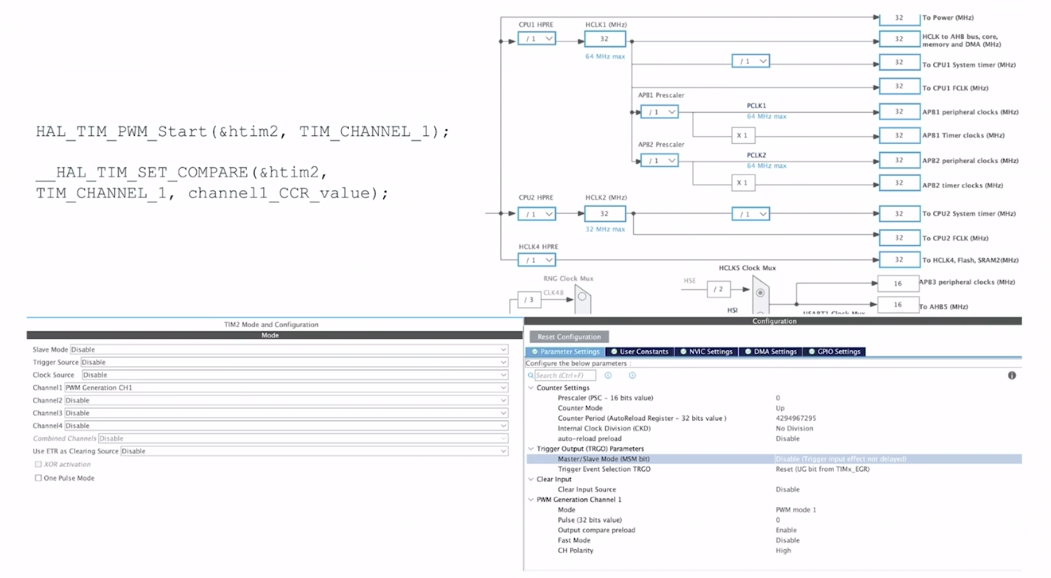 HAL_TIM_PWM_Start(&htim2, TIM_CHANNEL_1);
__HAL_TIM_SET_COMPARE(&htim2,
TIM_CHANNEL_1, channel1_CCR_value);
CPU1 HPRE
/ 1
HCLK1 (MHz)
32
64 MHz max
32
To Power (MHz)
32
HCLK to AHB bus, core,
memory and DMA (MHz)
/ 1
32
To CPU1 System timer (MHz)
32
To CPU1 FCLK (MHz)
APB1 Prescaler
/ 1
PCLK1
64 MHz max
32
APB1 peripheral clocks (MHz)
X 1
32
APB1 Timer clocks (MHz)
APB2 Prescaler
/ 1
PCLK2
64 MHz max
32
APB2 peripheral clocks (MHz)
X 1
32
APB2 timer clocks (MHz)
CPU2 HPRE
/ 1
HCLK2 (MHz)
32
32 MHz max
/ 1
32
To CPU2 System timer (MHz)
32
To CPU2 FCLK (MHz)
HCLK4 HPRE
/ 1
32
To HCLK4, Flash, SRAM2(MHz)
RNG Clock Mux
/ 3
CLK48
HCLK5 Clock Mux
HSE
/ 2
HSI
16
APB3 peripheral clocks (MHz)
16
To AHB5 (MHz)
USART1 Clock Mux
TIM2 Mode and Configuration
Mode
Slave Mode Disable
Trigger Source Disable
Clock Source Disable
Channel1 PWM Generation CH1
Channel2 Disable
Channel3 Disable
Channel4 Disable
Combined Channels Disable
Use ETR as Clearing Source Disable
XOR activation
One Pulse Mode
Configuration
Reset Configuration
Parameter Settings User Constants NVIC Settings DMA Settings GPIO Settings
Configure the below parameters :
Search (Ctrl+F)
Counter Settings
Prescaler (PSC - 16 bits value) 0
Counter Mode Up
Counter Period (AutoReload Register - 32 bits value ) 4294967295
Internal Clock Division (CKD) No Division
auto-reload preload Disable
Trigger Output (TRGO) Parameters
Master/Slave Mode (MSM bit) Disable (Trigger input effect not delayed)
Trigger Event Selection TRGO Reset (UG bit from TIMx_EGR)
Clear Input
Clear Input Source Disable
PWM Generation Channel 1
Mode PWM mode 1
Pulse (32 bits value) 0
Output compare preload Enable
Fast Mode Disable
CH Polarity High